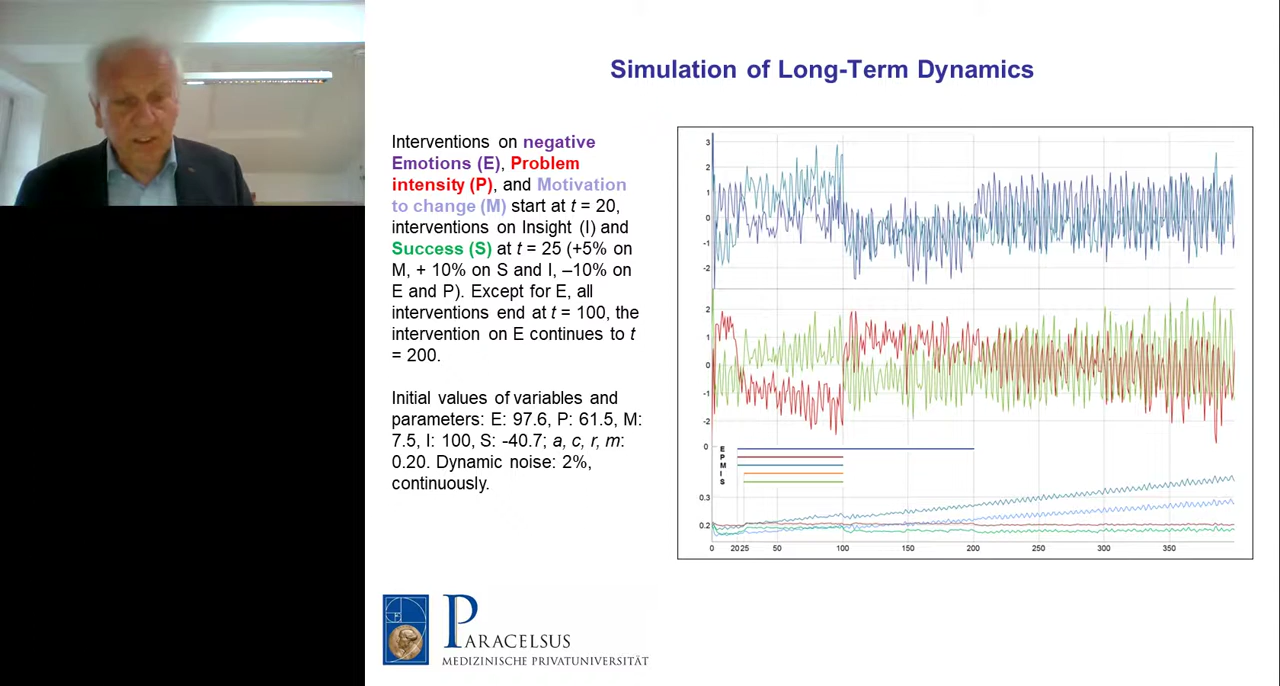 Simulation of Long-Term Dynamics
Interventions on negative
Emotions (E), Problem
intensity (P), and Motivation
to change (M) start at t = 20,
interventions on Insight (I) and
Success (S) at t = 25 (+5% on
M, + 10% on S and I, –10% on
E and P). Except for E, all
interventions end at t = 100, the
intervention on E continues to t
= 200.
Initial values of variables and
parameters: E: 97.6, P: 61.5, M:
7.5, I: 100, S: -40.7; a, c, r, m:
0.20. Dynamic noise: 2%,
continuously.
3
2
1
0
-1
-2
2
1
0
-1
-2
0
E
P
M
I
S
0.3
0.2
0 2025 50 100 150 200 250 300 350
PARACELSUS
MEDIZINISCHE PRIVATUNIVERSITÄT